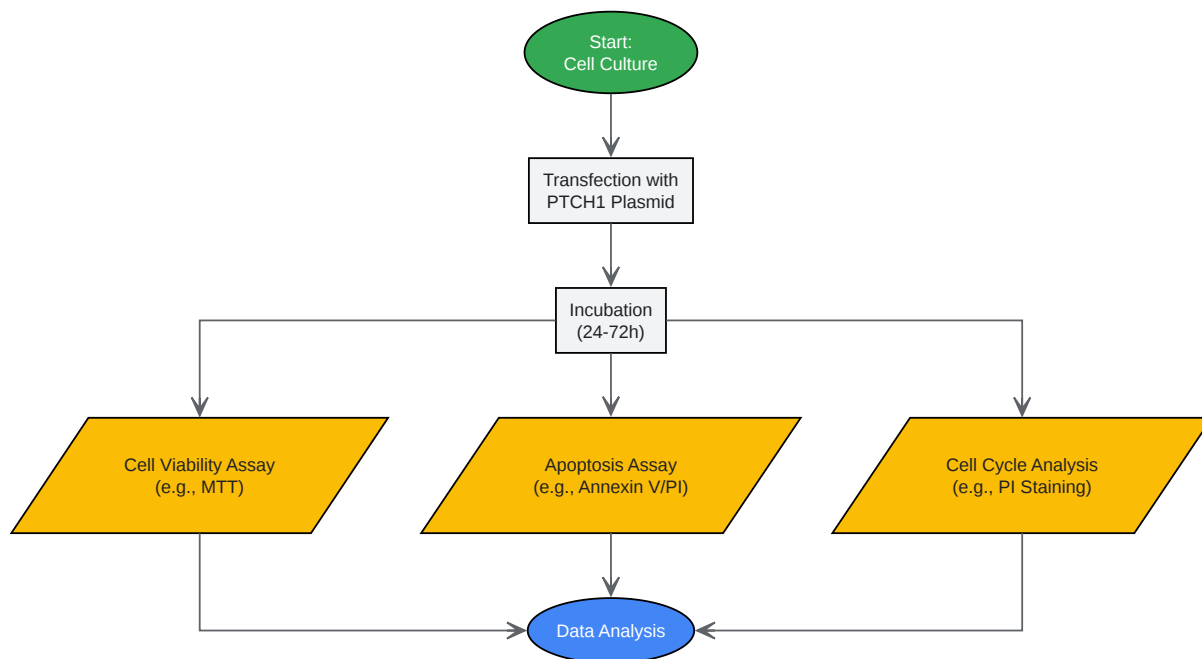 Start:
Cell Culture
Transfection with
PTCH1 Plasmid
Incubation
(24-72h)
Cell Viability Assay
(e.g., MTT)
Apoptosis Assay
(e.g., Annexin V/PI)
Cell Cycle Analysis
(e.g., PI Staining)
Data Analysis